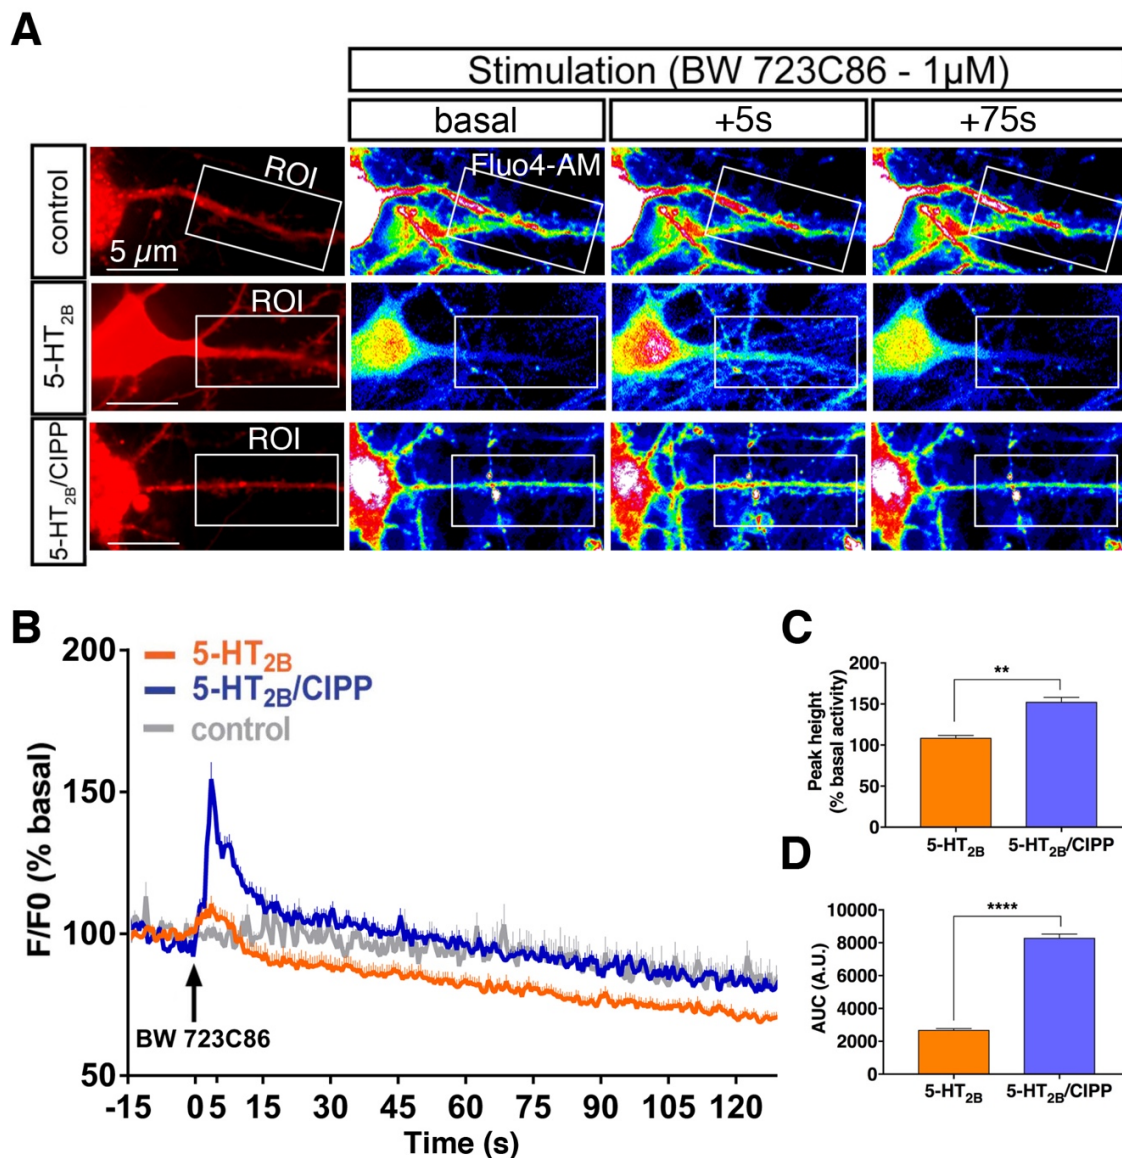 A
Stimulation (BW 723C86 - 1µM)
basal
+5s
+75s
control
ROI
5 µm
Fluo4-AM
5-HT2B
ROI
5-HT2B/CIPP
ROI
B
200
150
100
50
F/F0 (% basal)
5-HT2B
5-HT2B/CIPP
control
BW 723C86
-15 0 5 15 30 45 60 75 90 105 120
Time (s)
C
200
150
100
50
0
Peak height
(% basal activity)
**
5-HT2B
5-HT2B/CIPP
D
10000
8000
6000
4000
2000
0
AUC (A.U.)
****
5-HT2B
5-HT2B/CIPP